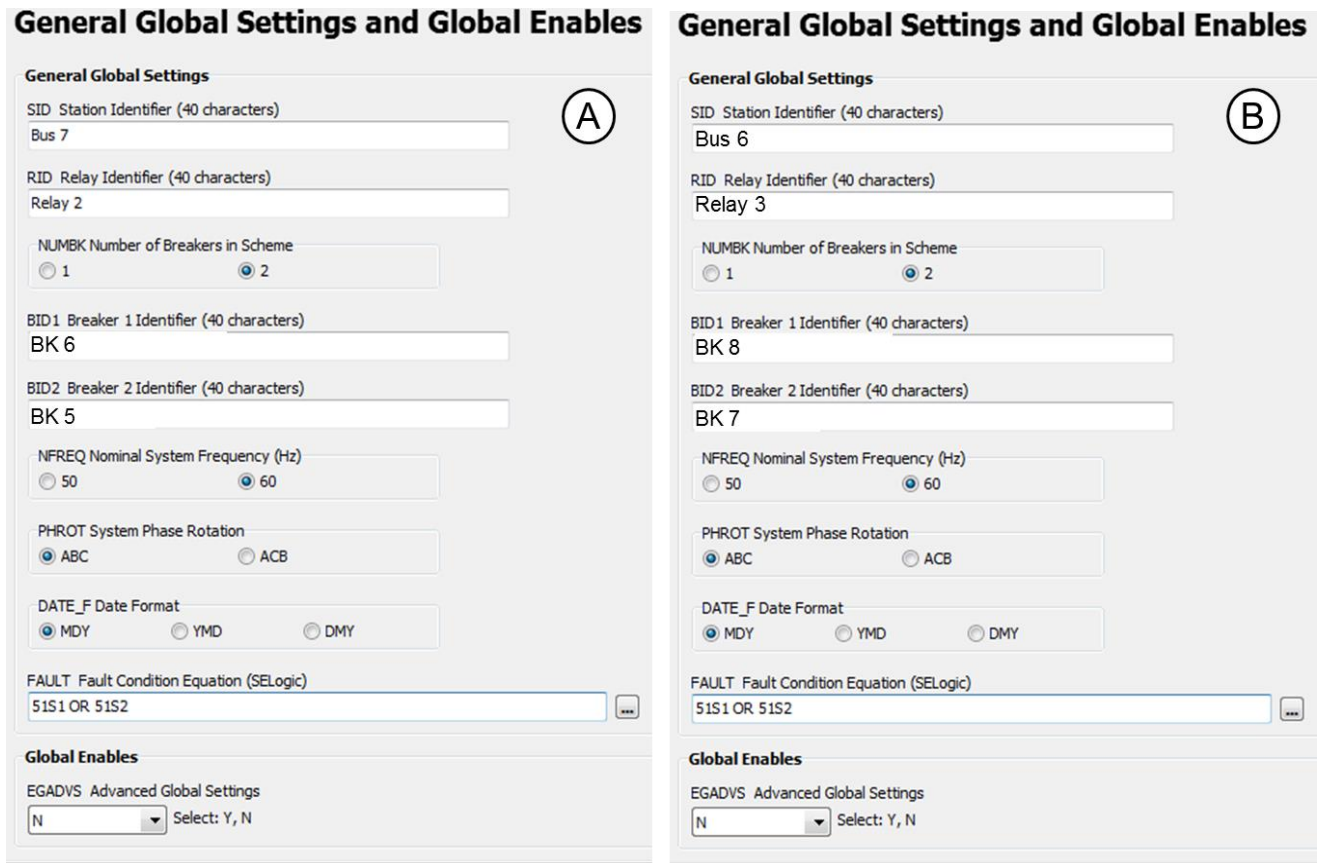 General Global Settings and Global Enables
General Global Settings
A
SID Station Identifier (40 characters)
Bus 7
RID Relay Identifier (40 characters)
Relay 2
NUMBK Number of Breakers in Scheme
1 2
BID1 Breaker 1 Identifier (40 characters)
BK 6
BID2 Breaker 2 Identifier (40 characters)
BK 5
NFREQ Nominal System Frequency (Hz)
50 60
PHROT System Phase Rotation
ABC ACB
DATE_F Date Format
MDY YMD DMY
FAULT Fault Condition Equation (SELogic)
51S1 OR 51S2
...
Global Enables
EGADVS Advanced Global Settings
N Select: Y, N
General Global Settings and Global Enables
General Global Settings
B
SID Station Identifier (40 characters)
Bus 6
RID Relay Identifier (40 characters)
Relay 3
NUMBK Number of Breakers in Scheme
1 2
BID1 Breaker 1 Identifier (40 characters)
BK 8
BID2 Breaker 2 Identifier (40 characters)
BK 7
NFREQ Nominal System Frequency (Hz)
50 60
PHROT System Phase Rotation
ABC ACB
DATE_F Date Format
MDY YMD DMY
FAULT Fault Condition Equation (SELogic)
51S1 OR 51S2
...
Global Enables
EGADVS Advanced Global Settings
N Select: Y, N